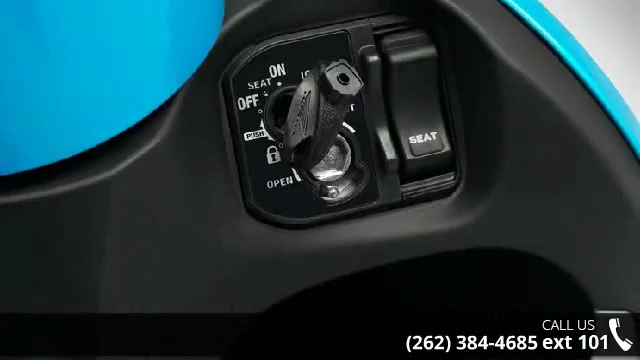 ON
SEAT
OFF
PUSH
OPEN
SEAT
CALL US
(262) 384-4685 ext 101